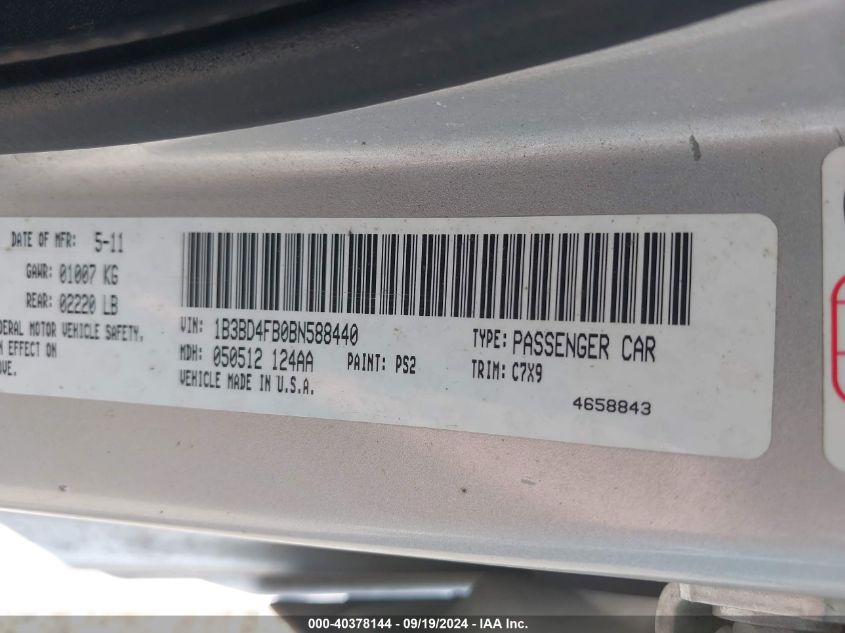 DATE OF MFR: 5-11
GAWR: 01007 KG
REAR: 02220 LB
DERAL MOTOR VEHICLE SAFETY,
N EFFECT ON
OVE.
VIN: 1B3BD4FB0BN588440
TYPE: PASSENGER CAR
MDH: 050512 124AA PAINT: PS2
TRIM: C7X9
VEHICLE MADE IN U.S.A.
4658843
000-40378144 - 09/19/2024 - IAA Inc.